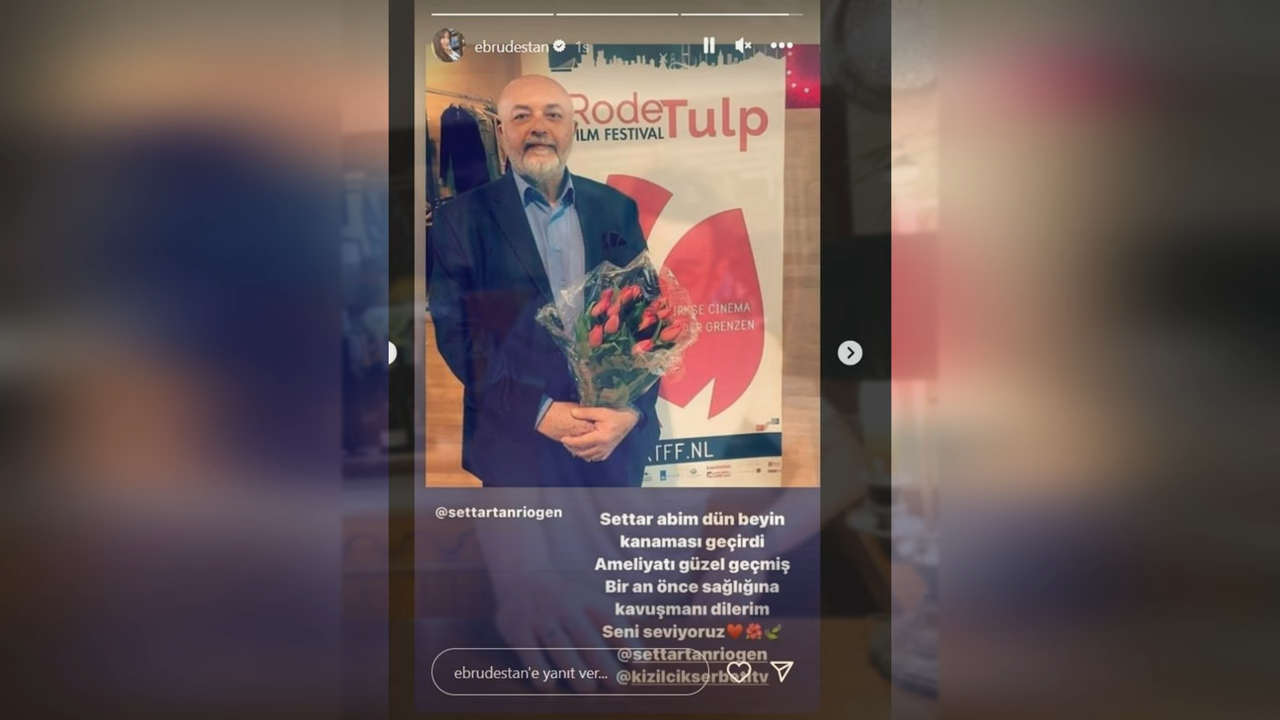 ebrudestan 1s
Rode Tulp
FILM FESTIVAL
CINEMA
GRENZEN
TFF.NL
@settartanriogen
Settar abim dün beyin
kanaması geçirdi
Ameliyatı güzel geçmiş
Bir an önce sağlığına
kavuşmanı dilerim
Seni seviyoruz❤️🌺🌿
@settartanriogen
@kizilcikserbetitv
ebrudestan'e yanıt ver...